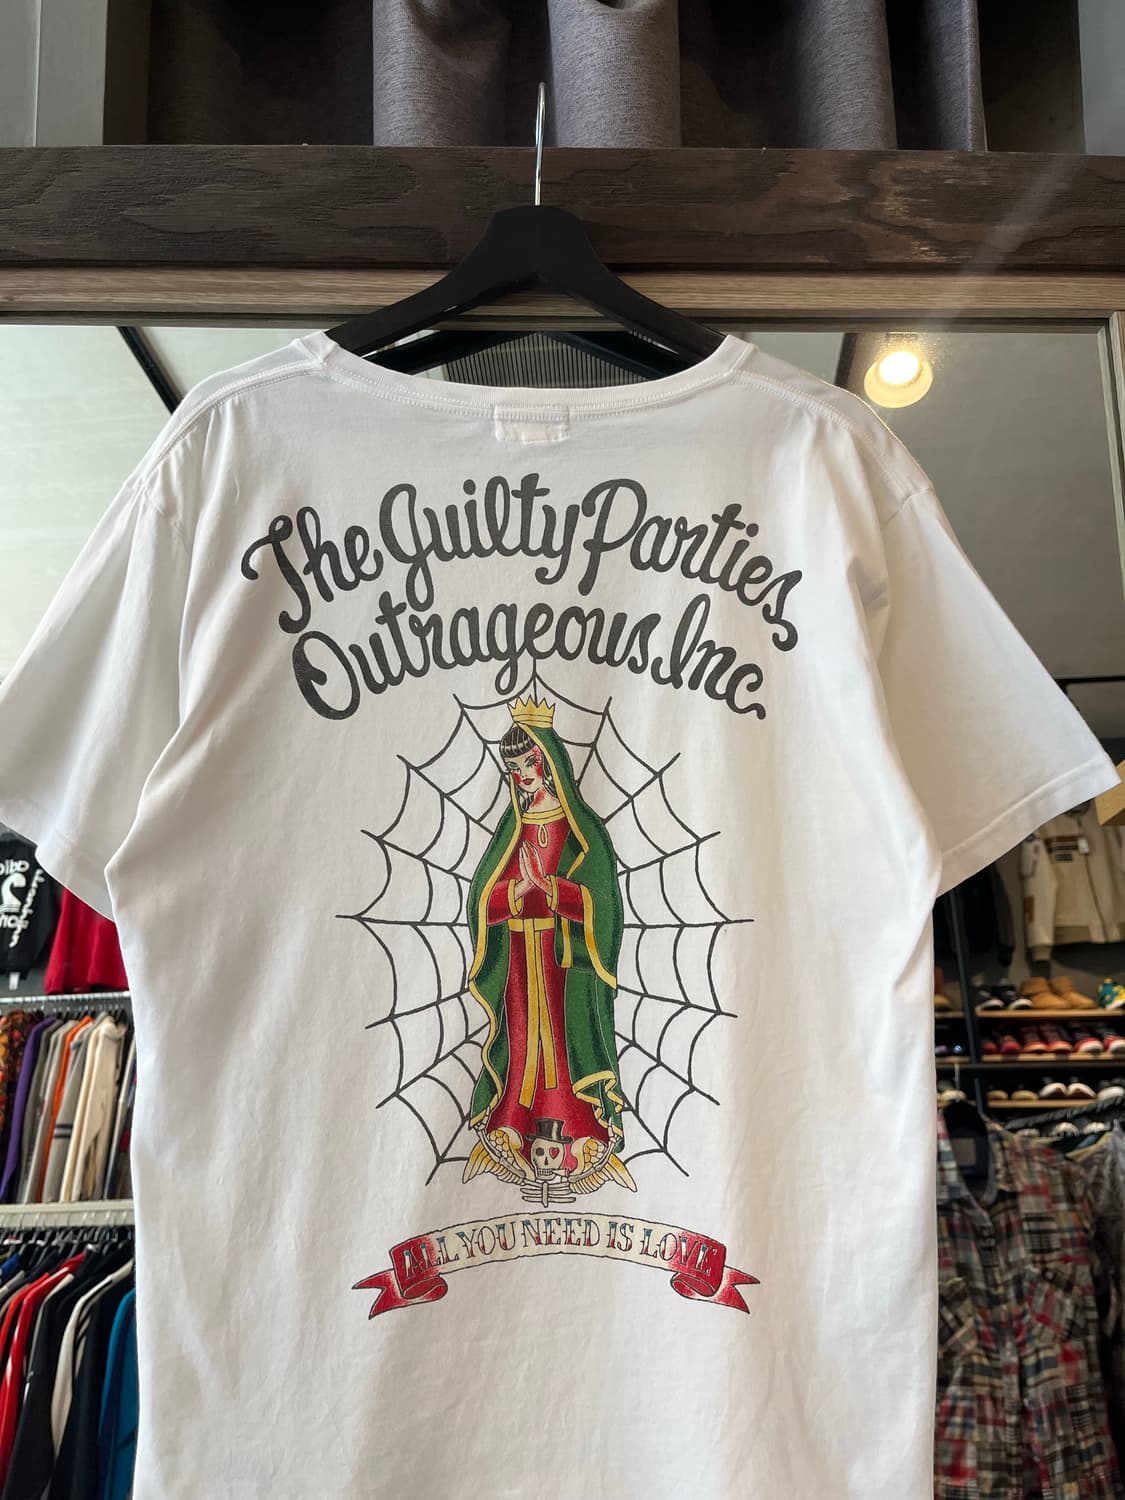 The Guilty Parties
Outrageous Inc.
ALL YOU NEED IS LOVE